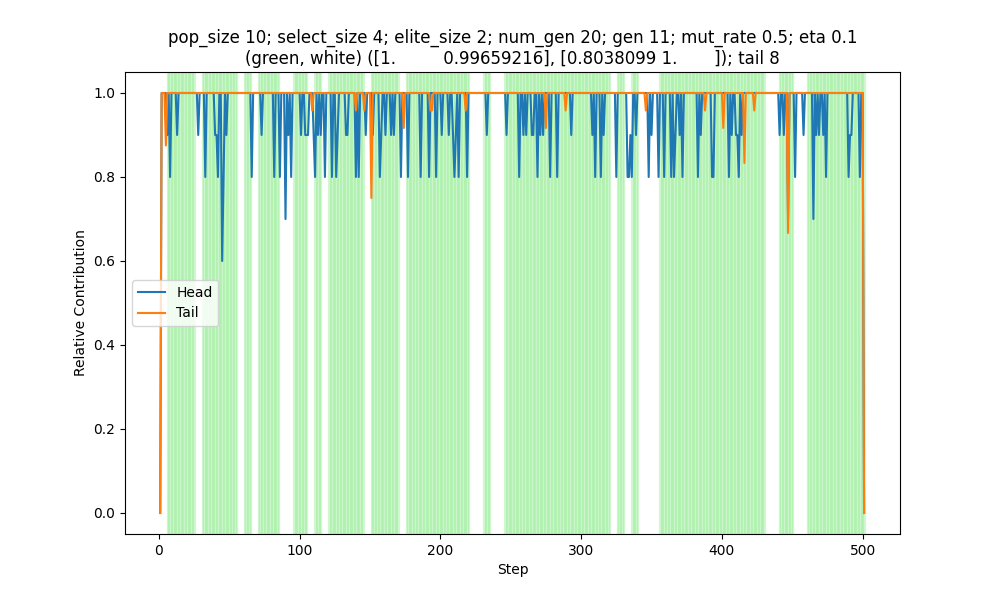 pop_size 10; select_size 4; elite_size 2; num_gen 20; gen 11; mut_rate 0.5; eta 0.1
(green, white) ([1. 0.99659216], [0.8038099 1. ]); tail 8
1.0
0.8
0.6
0.4
0.2
0.0
Relative Contribution
Head
Tail
0 100 200 300 400 500
Step